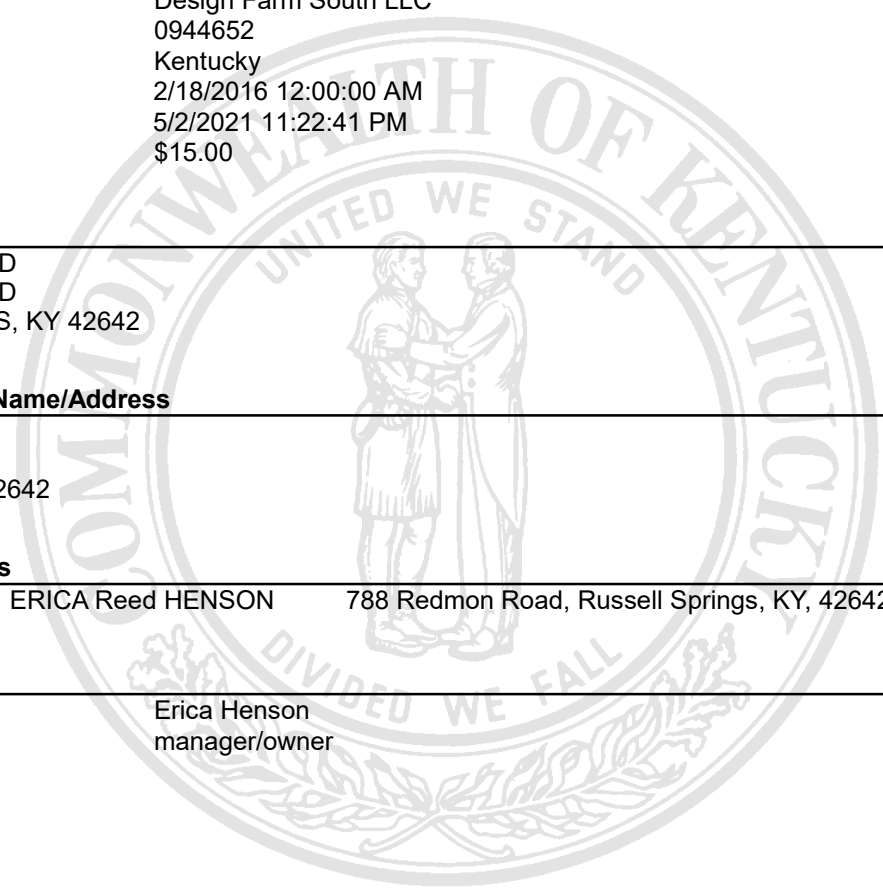 Design Farm South LLC
0944652
Kentucky
2/18/2016 12:00:00 AM
5/2/2021 11:22:41 PM
$15.00
D
D
S, KY 42642
Name/Address
2642
s
ERICA Reed HENSON 788 Redmon Road, Russell Springs, KY, 42642
Erica Henson
manager/owner
COMMONWEALTH OF KENTUCKY
UNITED WE STAND
DIVIDED WE FALL